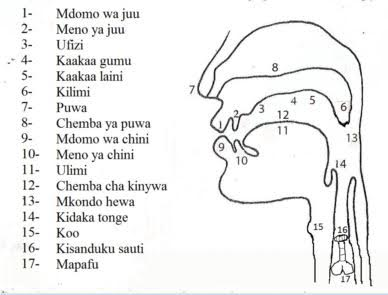 1- Mdomo wa juu
2- Meno ya juu
3- Ufizi
4- Kaakaa gumu
5- Kaakaa laini
6- Kilimi
7- Puwa
8- Chemba ya puwa
9- Mdomo wa chini
10- Meno ya chini
11- Ulimi
12- Chemba cha kinywa
13- Mkondo hewa
14- Kidaka tonge
15- Koo
16- Kisanduku sauti
17- Mapafu
8
7
1
2
3
4
5
6
12
11
13
9
10
14
15
16
17